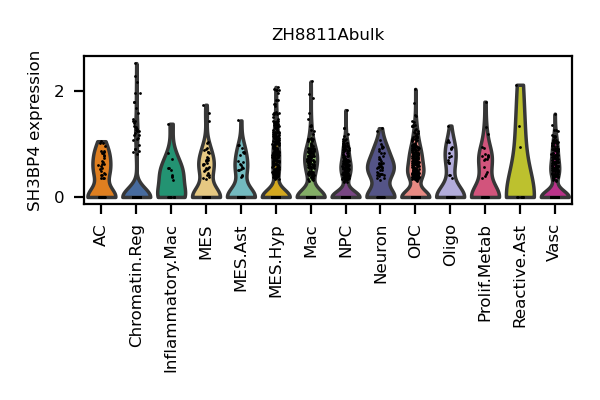 ZH8811Abulk
SH3BP4 expression
2
0
AC
Chromatin.Reg
Inflammatory.Mac
MES
MES.Ast
MES.Hyp
Mac
NPC
Neuron
OPC
Oligo
Prolif.Metab
Reactive.Ast
Vasc